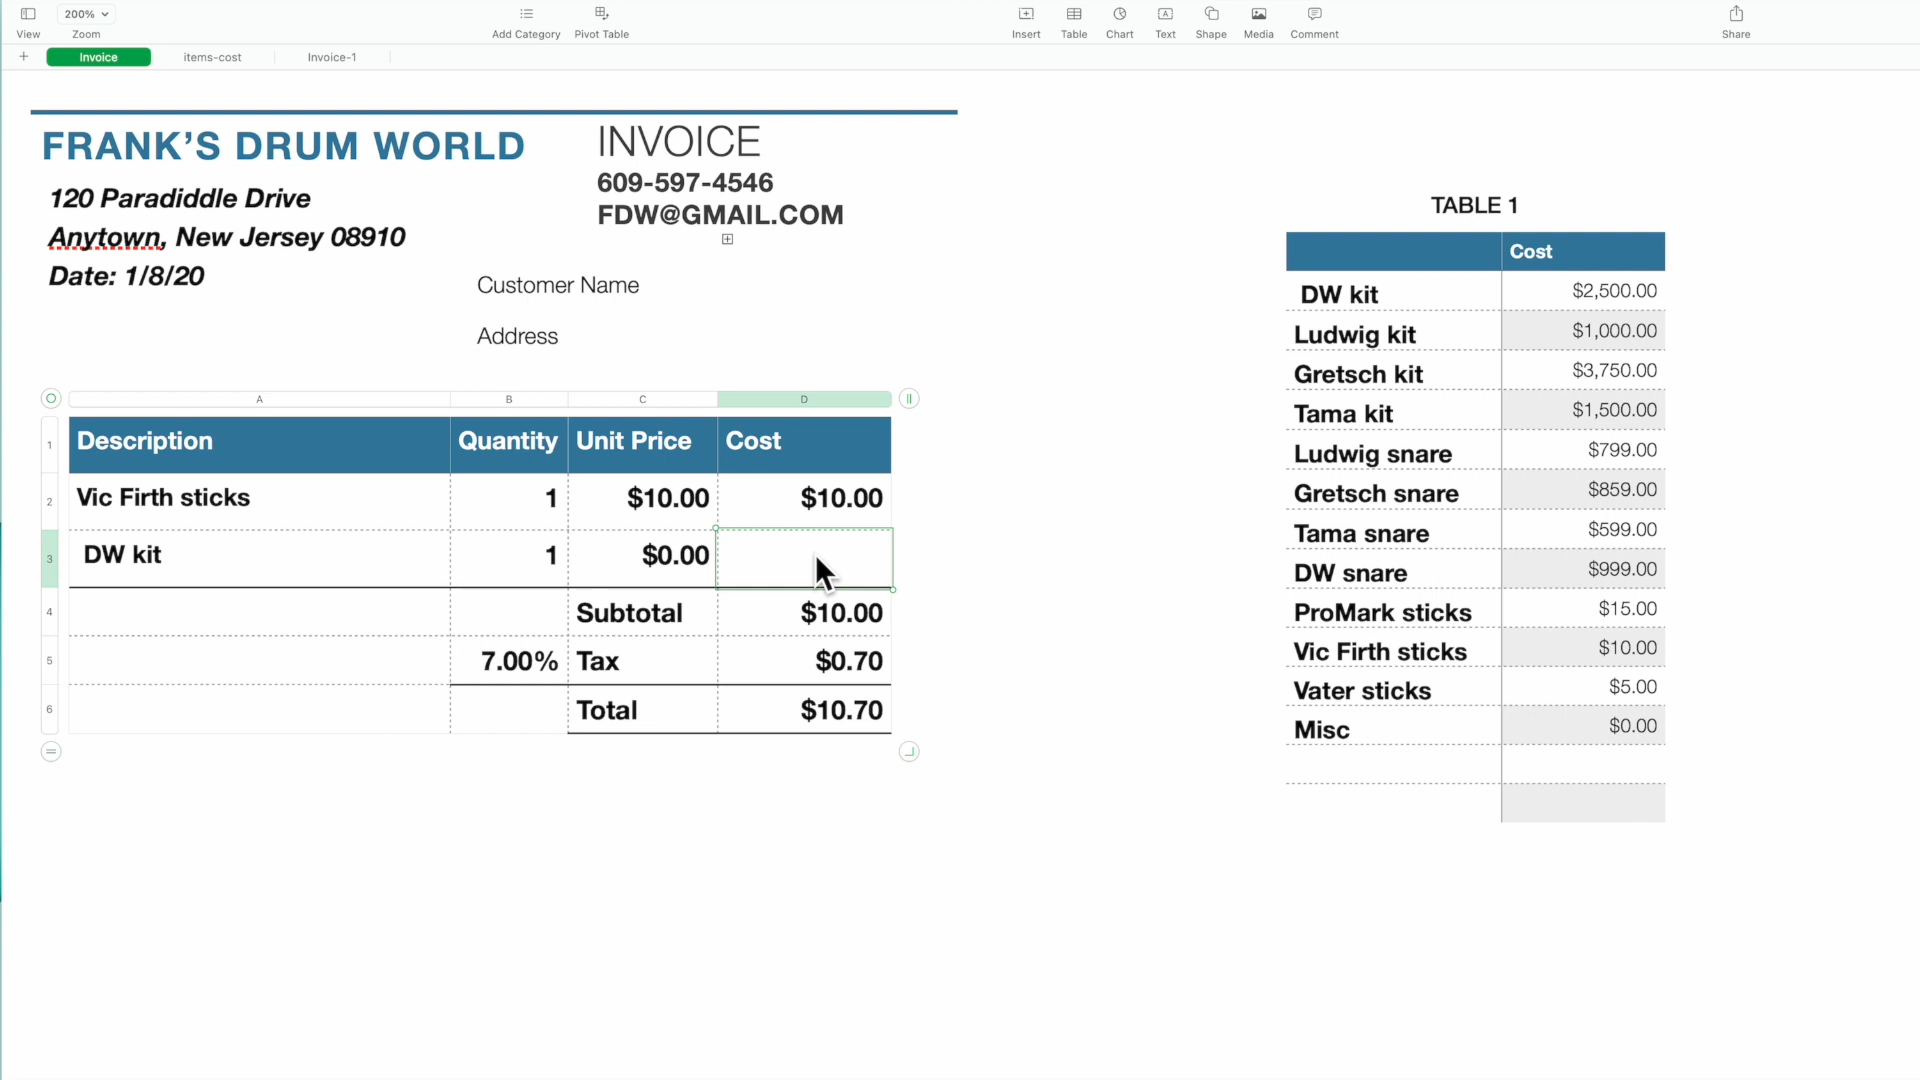 200%
View
Zoom
Add Category
Pivot Table
Insert
Table
Chart
Text
Shape
Media
Comment
Share
Invoice
items-cost
Invoice-1
FRANK’S DRUM WORLD
120 Paradiddle Drive
Anytown, New Jersey 08910
Date: 1/8/20
INVOICE
609-597-4546
FDW@GMAIL.COM
Customer Name
Address
A B C D
1 Description Quantity Unit Price Cost
2 Vic Firth sticks 1 $10.00 $10.00
3 DW kit 1 $0.00
4 Subtotal $10.00
5 7.00% Tax $0.70
6 Total $10.70
TABLE 1
Cost
DW kit $2,500.00
Ludwig kit $1,000.00
Gretsch kit $3,750.00
Tama kit $1,500.00
Ludwig snare $799.00
Gretsch snare $859.00
Tama snare $599.00
DW snare $999.00
ProMark sticks $15.00
Vic Firth sticks $10.00
Vater sticks $5.00
Misc $0.00